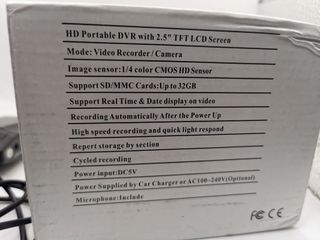 HD Portable DVR with 2.5" TFT LCD Screen
Mode: Video Recorder / Camera
Image sensor:1/4 color CMOS HD Sensor
Support SD/MMC Cards:Up to 32GB
Support Real Time & Date display on video
Recording Automatically After the Power Up
High speed recording and quick light respond
Repert storage by section
Cycled recording
Power input:DC5V
Power Supplied by Car Charger or AC100~240V(Optional)
Microphone:Include
FC CE